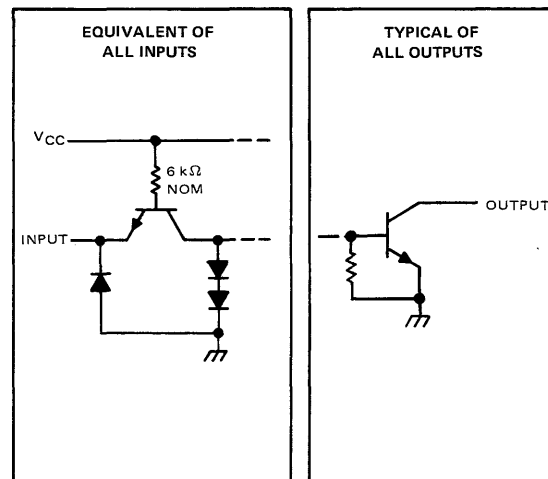 EQUIVALENT OF
ALL INPUTS
VCC
6 kΩ
NOM
INPUT
TYPICAL OF
ALL OUTPUTS
OUTPUT